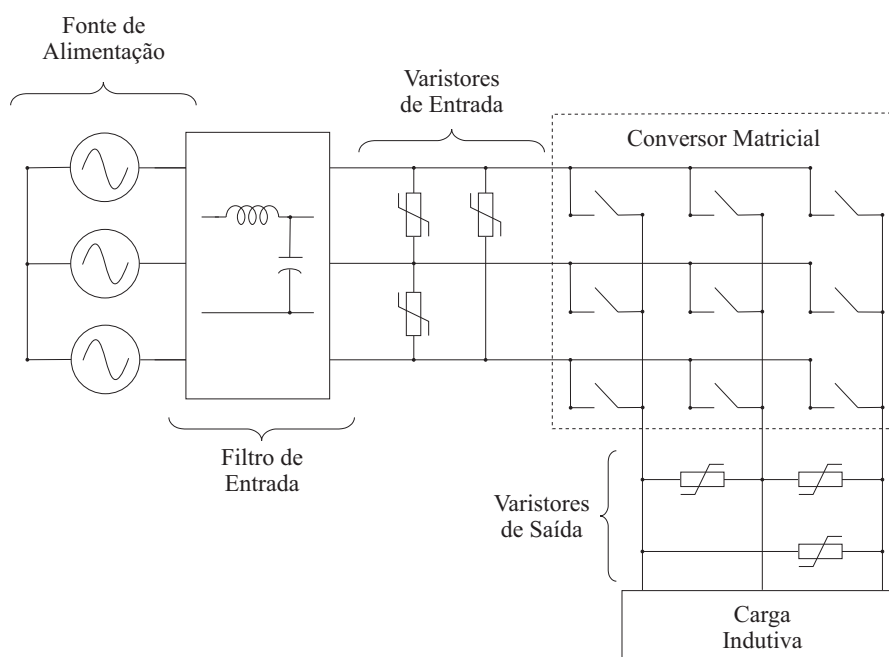 Fonte de
Alimentação
Varistores
de Entrada
Conversor Matricial
Filtro de
Entrada
Varistores
de Saída
Carga
Indutiva